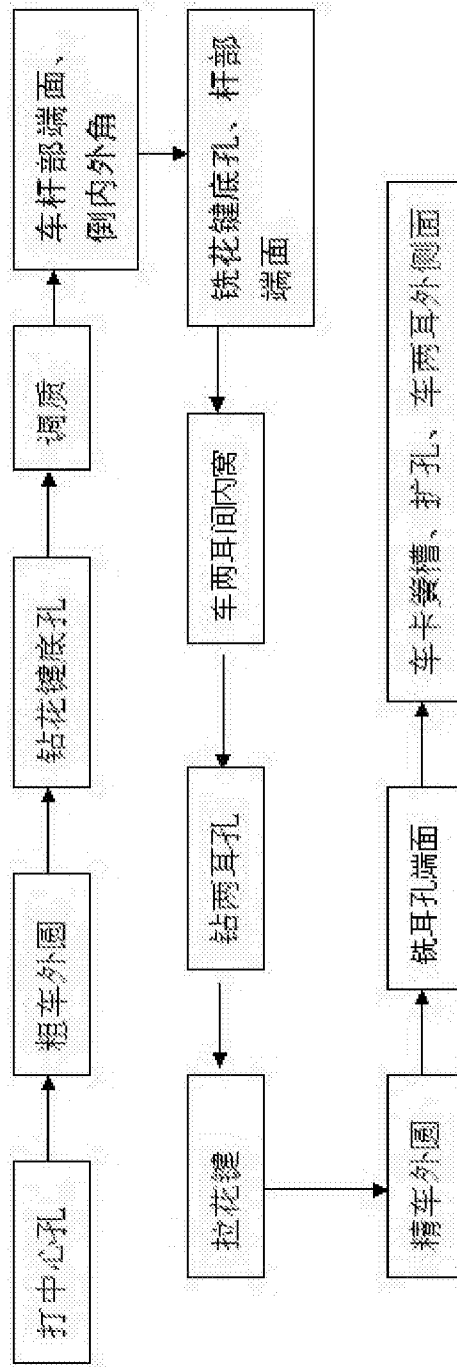 打中心孔
粗车外圆
钻花键底孔
调质
车杆部端面、
倒内外角
铣花键底孔、杆部
端面
车两耳间内窝
钻两耳孔
拉花键
精车外圆
铣耳孔端面
车卡簧槽、扩孔、车两耳外侧面